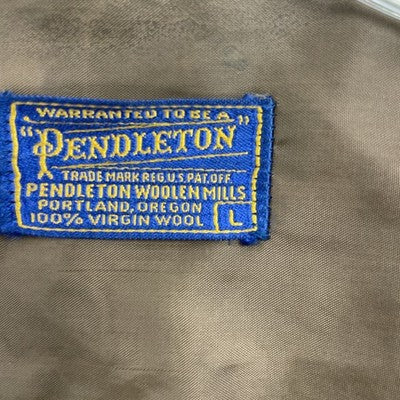 WARRANTED TO BE A
"PENDLETON"
TRADE MARK REG. U.S. PAT. OFF.
PENDLETON WOOLEN MILLS
PORTLAND, OREGON
100% VIRGIN WOOL L